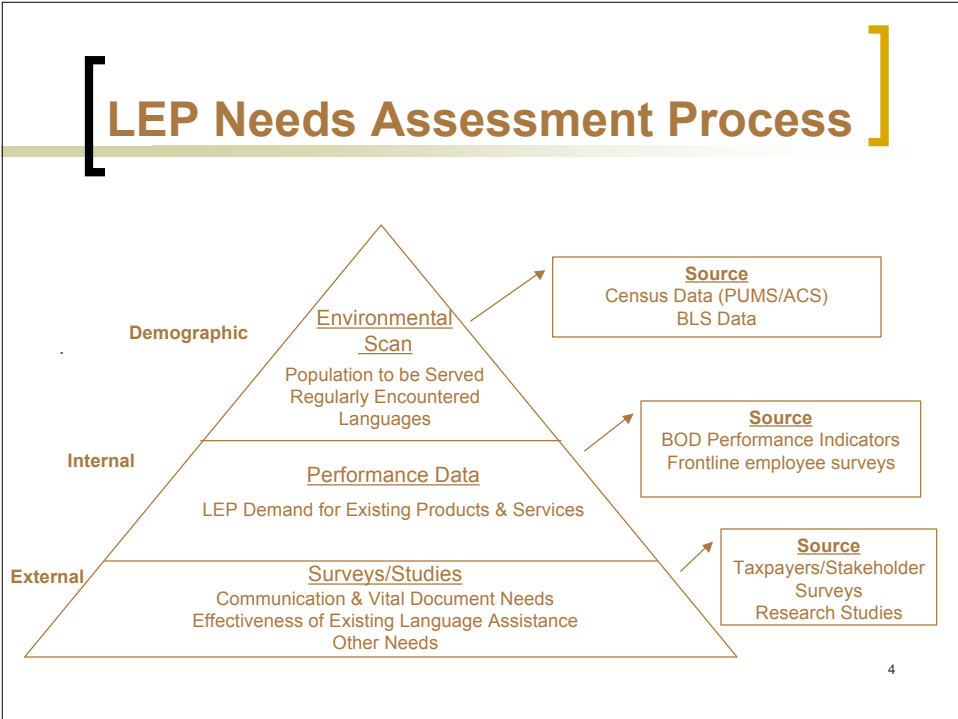 LEP Needs Assessment Process
Demographic
Environmental
Scan
Population to be Served
Regularly Encountered
Languages
Source
Census Data (PUMS/ACS)
BLS Data
.
Internal
Performance Data
LEP Demand for Existing Products & Services
Source
BOD Performance Indicators
Frontline employee surveys
External
Surveys/Studies
Communication & Vital Document Needs
Effectiveness of Existing Language Assistance
Other Needs
Source
Taxpayers/Stakeholder
Surveys
Research Studies
4